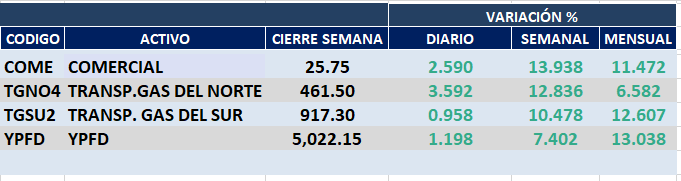 VARIACIÓN %
CODIGO ACTIVO CIERRE SEMANA DIARIO SEMANAL MENSUAL
COME COMERCIAL 25.75 2.590 13.938 11.472
TGNO4 TRANSP.GAS DEL NORTE 461.50 3.592 12.836 6.582
TGSU2 TRANSP. GAS DEL SUR 917.30 0.958 10.478 12.607
YPFD YPFD 5,022.15 1.198 7.402 13.038